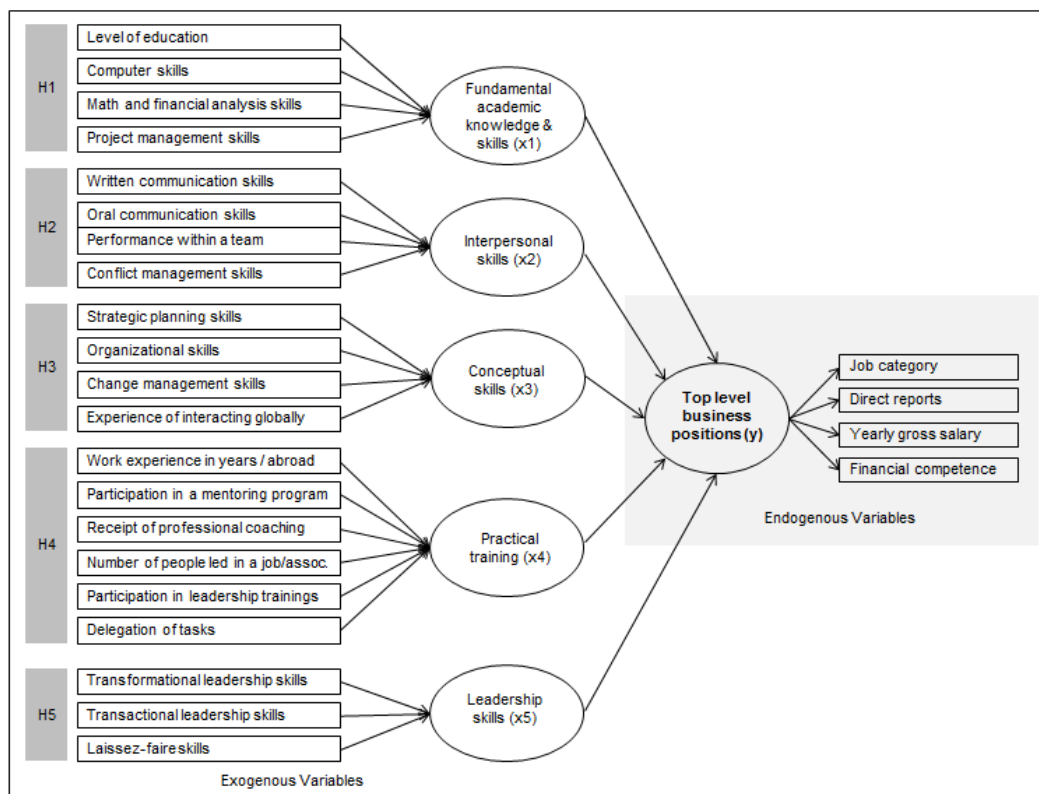 H1
Level of education
Computer skills
Math and financial analysis skills
Project management skills
Fundamental
academic
knowledge &
skills (x1)
H2
Written communication skills
Oral communication skills
Performance within a team
Conflict management skills
Interpersonal
skills (x2)
H3
Strategic planning skills
Organizational skills
Change management skills
Experience of interacting globally
Conceptual
skills (x3)
H4
Work experience in years / abroad
Participation in a mentoring program
Receipt of professional coaching
Number of people led in a job/assoc.
Participation in leadership trainings
Delegation of tasks
Practical
training (x4)
H5
Transformational leadership skills
Transactional leadership skills
Laissez-faire skills
Leadership
skills (x5)
Exogenous Variables
Top level
business
positions (y)
Job category
Direct reports
Yearly gross salary
Financial competence
Endogenous Variables